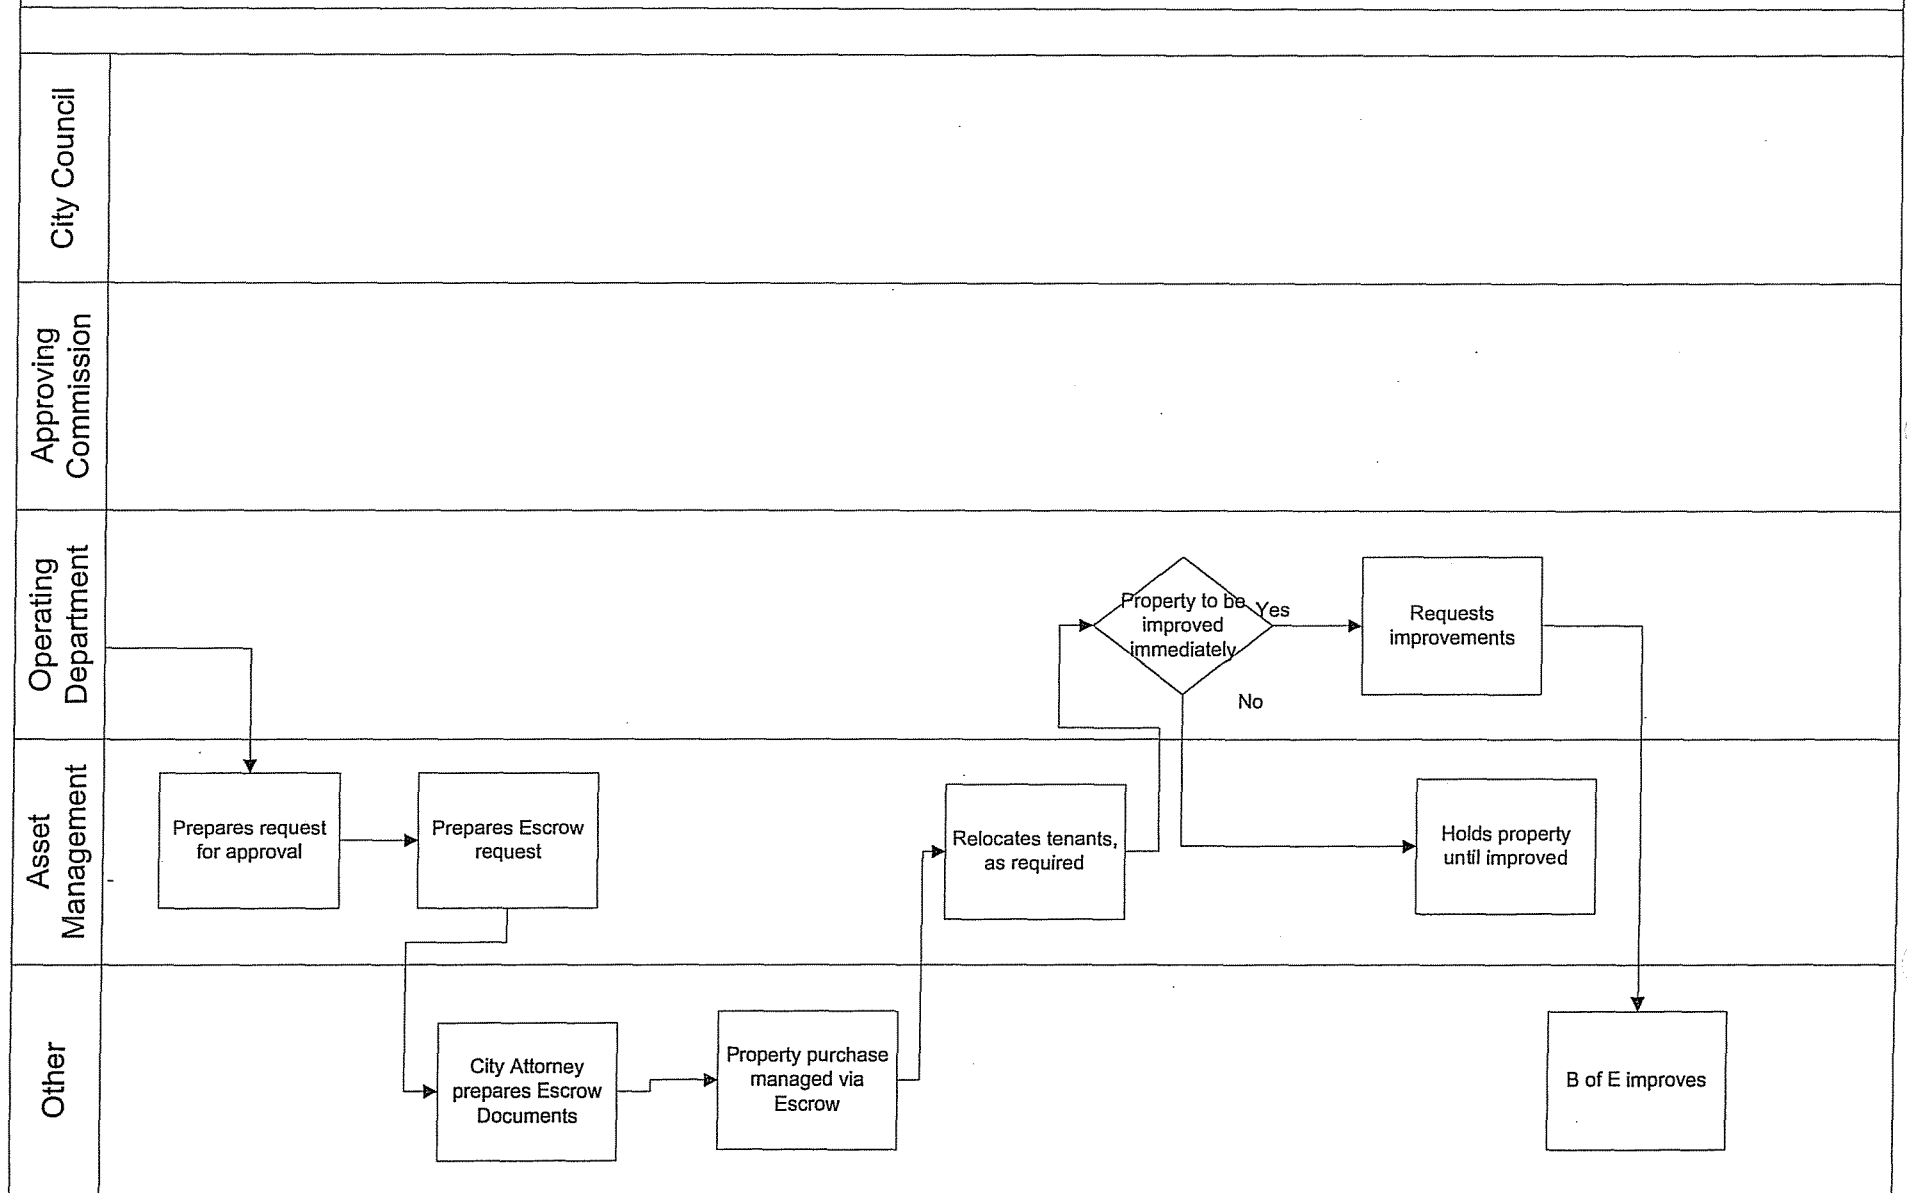 City Council
Approving
Commission
Operating
Department
Property to be
improved
immediately
Yes
No
Requests
improvements
Asset
Management
Prepares request
for approval
Prepares Escrow
request
Relocates tenants,
as required
Holds property
until improved
Other
City Attorney
prepares Escrow
Documents
Property purchase
managed via
Escrow
B of E improves